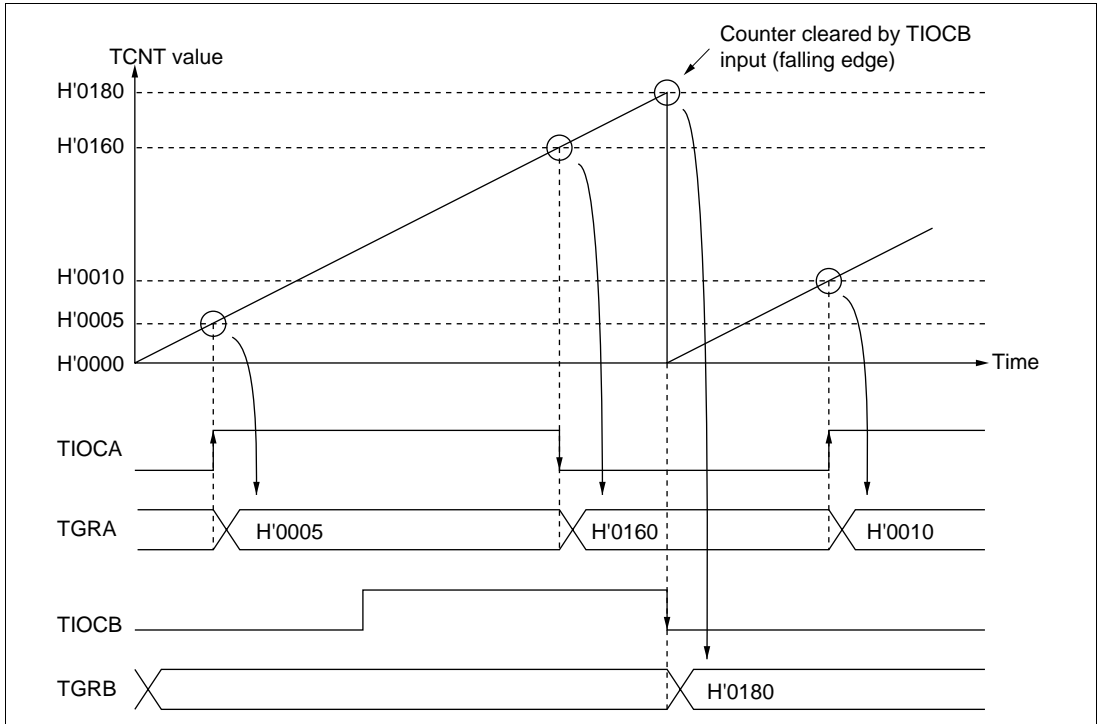 Counter cleared by TIOCB
input (falling edge)
TCNT value
H'0180
H'0160
H'0010
H'0005
H'0000
Time
TIOCA
TGRA
H'0005
H'0160
H'0010
TIOCB
TGRB
H'0180